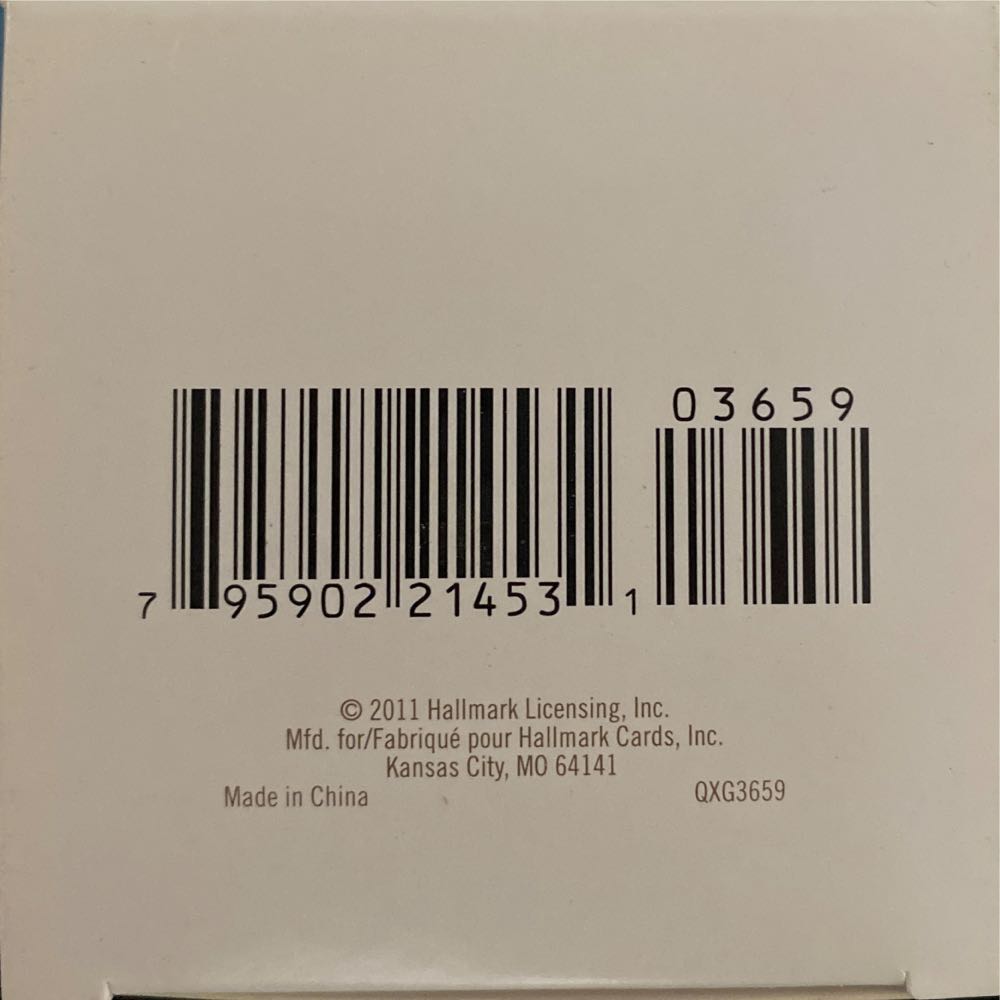 03659
7 95902 21453 1
© 2011 Hallmark Licensing, Inc.
Mfd. for/Fabriqué pour Hallmark Cards, Inc.
Kansas City, MO 64141
Made in China QXG3659